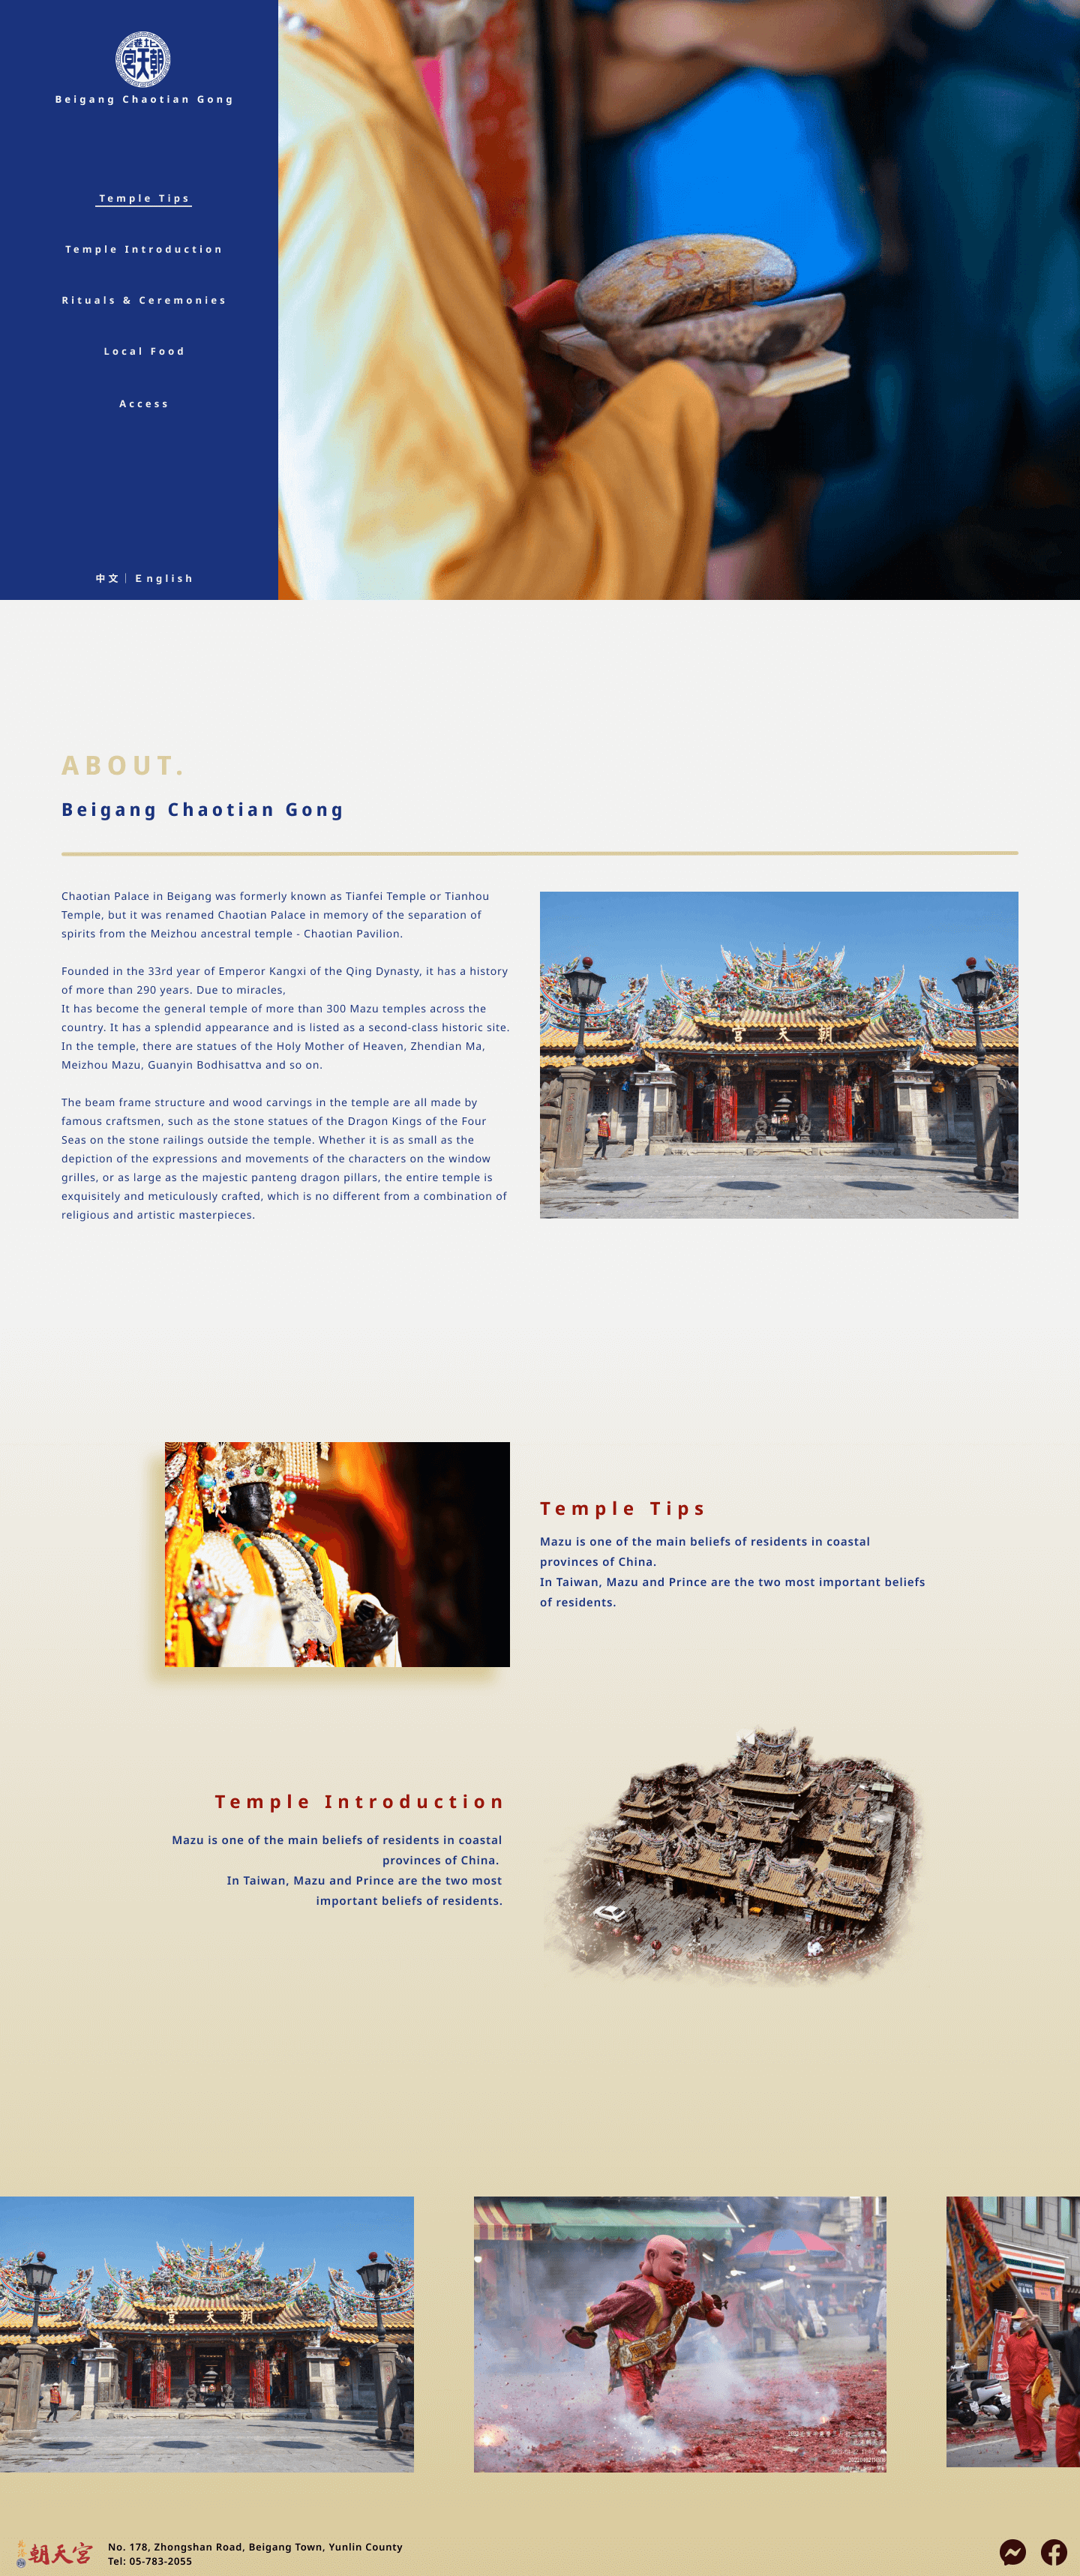 北港
朝天宮
Beigang Chaotian Gong
Temple Tips
Temple Introduction
Rituals & Ceremonies
Local Food
Access
中文｜English
ABOUT.
Beigang Chaotian Gong
Chaotian Palace in Beigang was formerly known as Tianfei Temple or Tianhou
Temple, but it was renamed Chaotian Palace in memory of the separation of
spirits from the Meizhou ancestral temple - Chaotian Pavilion.
Founded in the 33rd year of Emperor Kangxi of the Qing Dynasty, it has a history
of more than 290 years. Due to miracles,
It has become the general temple of more than 300 Mazu temples across the
country. It has a splendid appearance and is listed as a second-class historic site.
In the temple, there are statues of the Holy Mother of Heaven, Zhendian Ma,
Meizhou Mazu, Guanyin Bodhisattva and so on.
The beam frame structure and wood carvings in the temple are all made by
famous craftsmen, such as the stone statues of the Dragon Kings of the Four
Seas on the stone railings outside the temple. Whether it is as small as the
depiction of the expressions and movements of the characters on the window
grilles, or as large as the majestic panteng dragon pillars, the entire temple is
exquisitely and meticulously crafted, which is no different from a combination of
religious and artistic masterpieces.
宮天朝
Temple Tips
Mazu is one of the main beliefs of residents in coastal
provinces of China.
In Taiwan, Mazu and Prince are the two most important beliefs
of residents.
Temple Introduction
Mazu is one of the main beliefs of residents in coastal
provinces of China.
In Taiwan, Mazu and Prince are the two most
important beliefs of residents.
宮天朝
朝天宮
No. 178, Zhongshan Road, Beigang Town, Yunlin County
Tel: 05-783-2055